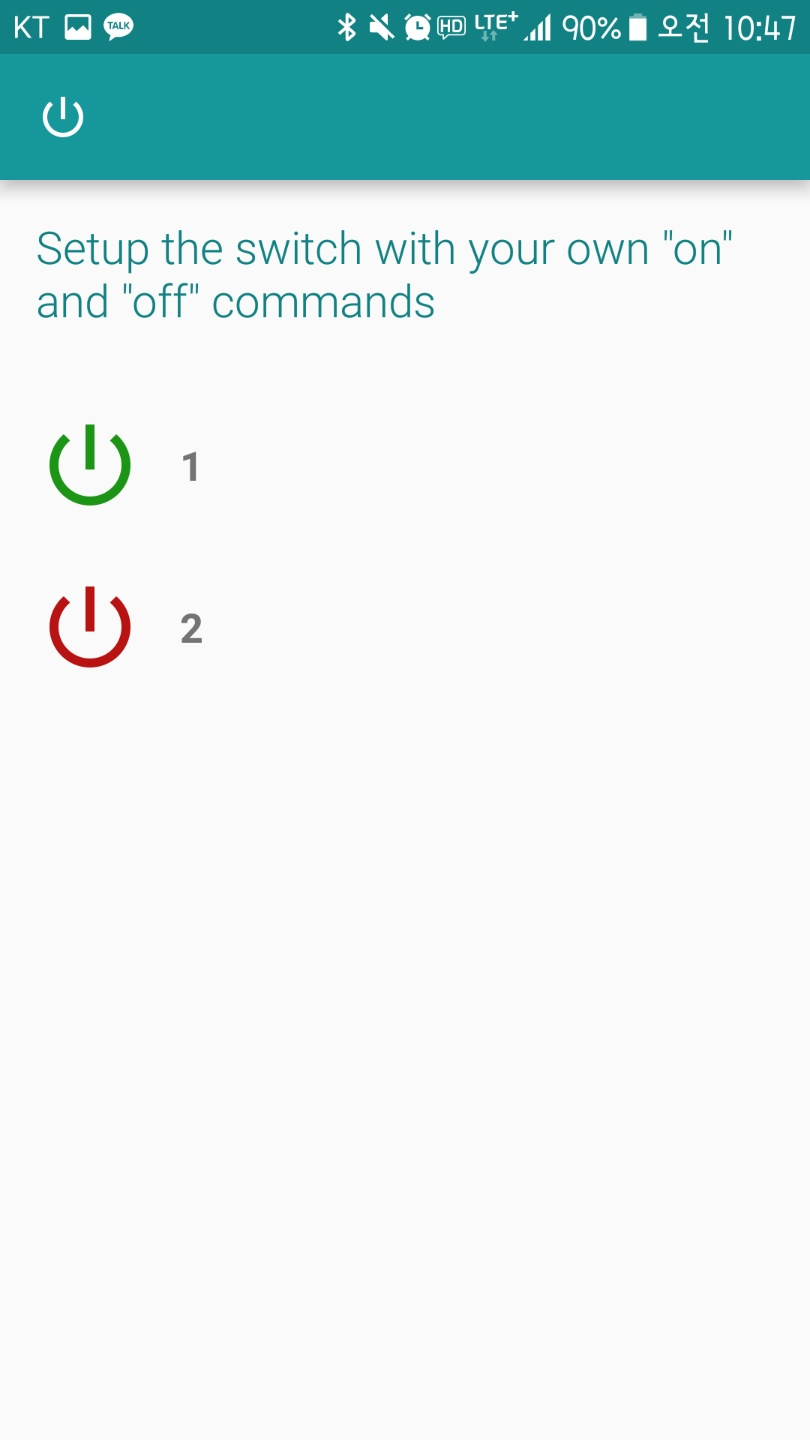 KT TALK HD LTE+ 90% 오전 10:47
Setup the switch with your own "on"
and "off" commands
1
2